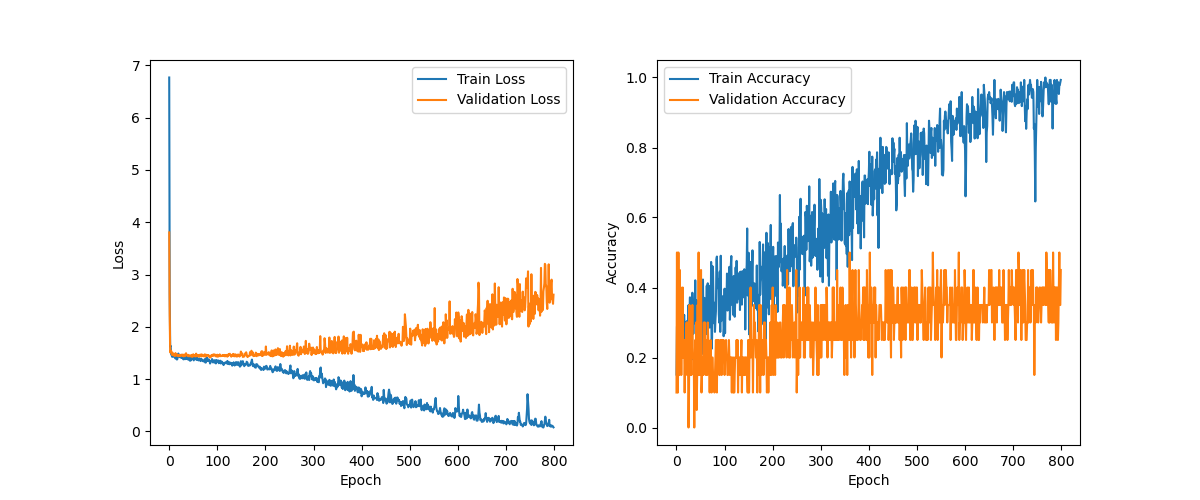 7
6
5
4
3
2
1
0
Loss
0 100 200 300 400 500 600 700 800
Epoch
Train Loss
Validation Loss
1.0
0.8
0.6
0.4
0.2
0.0
Accuracy
0 100 200 300 400 500 600 700 800
Epoch
Train Accuracy
Validation Accuracy